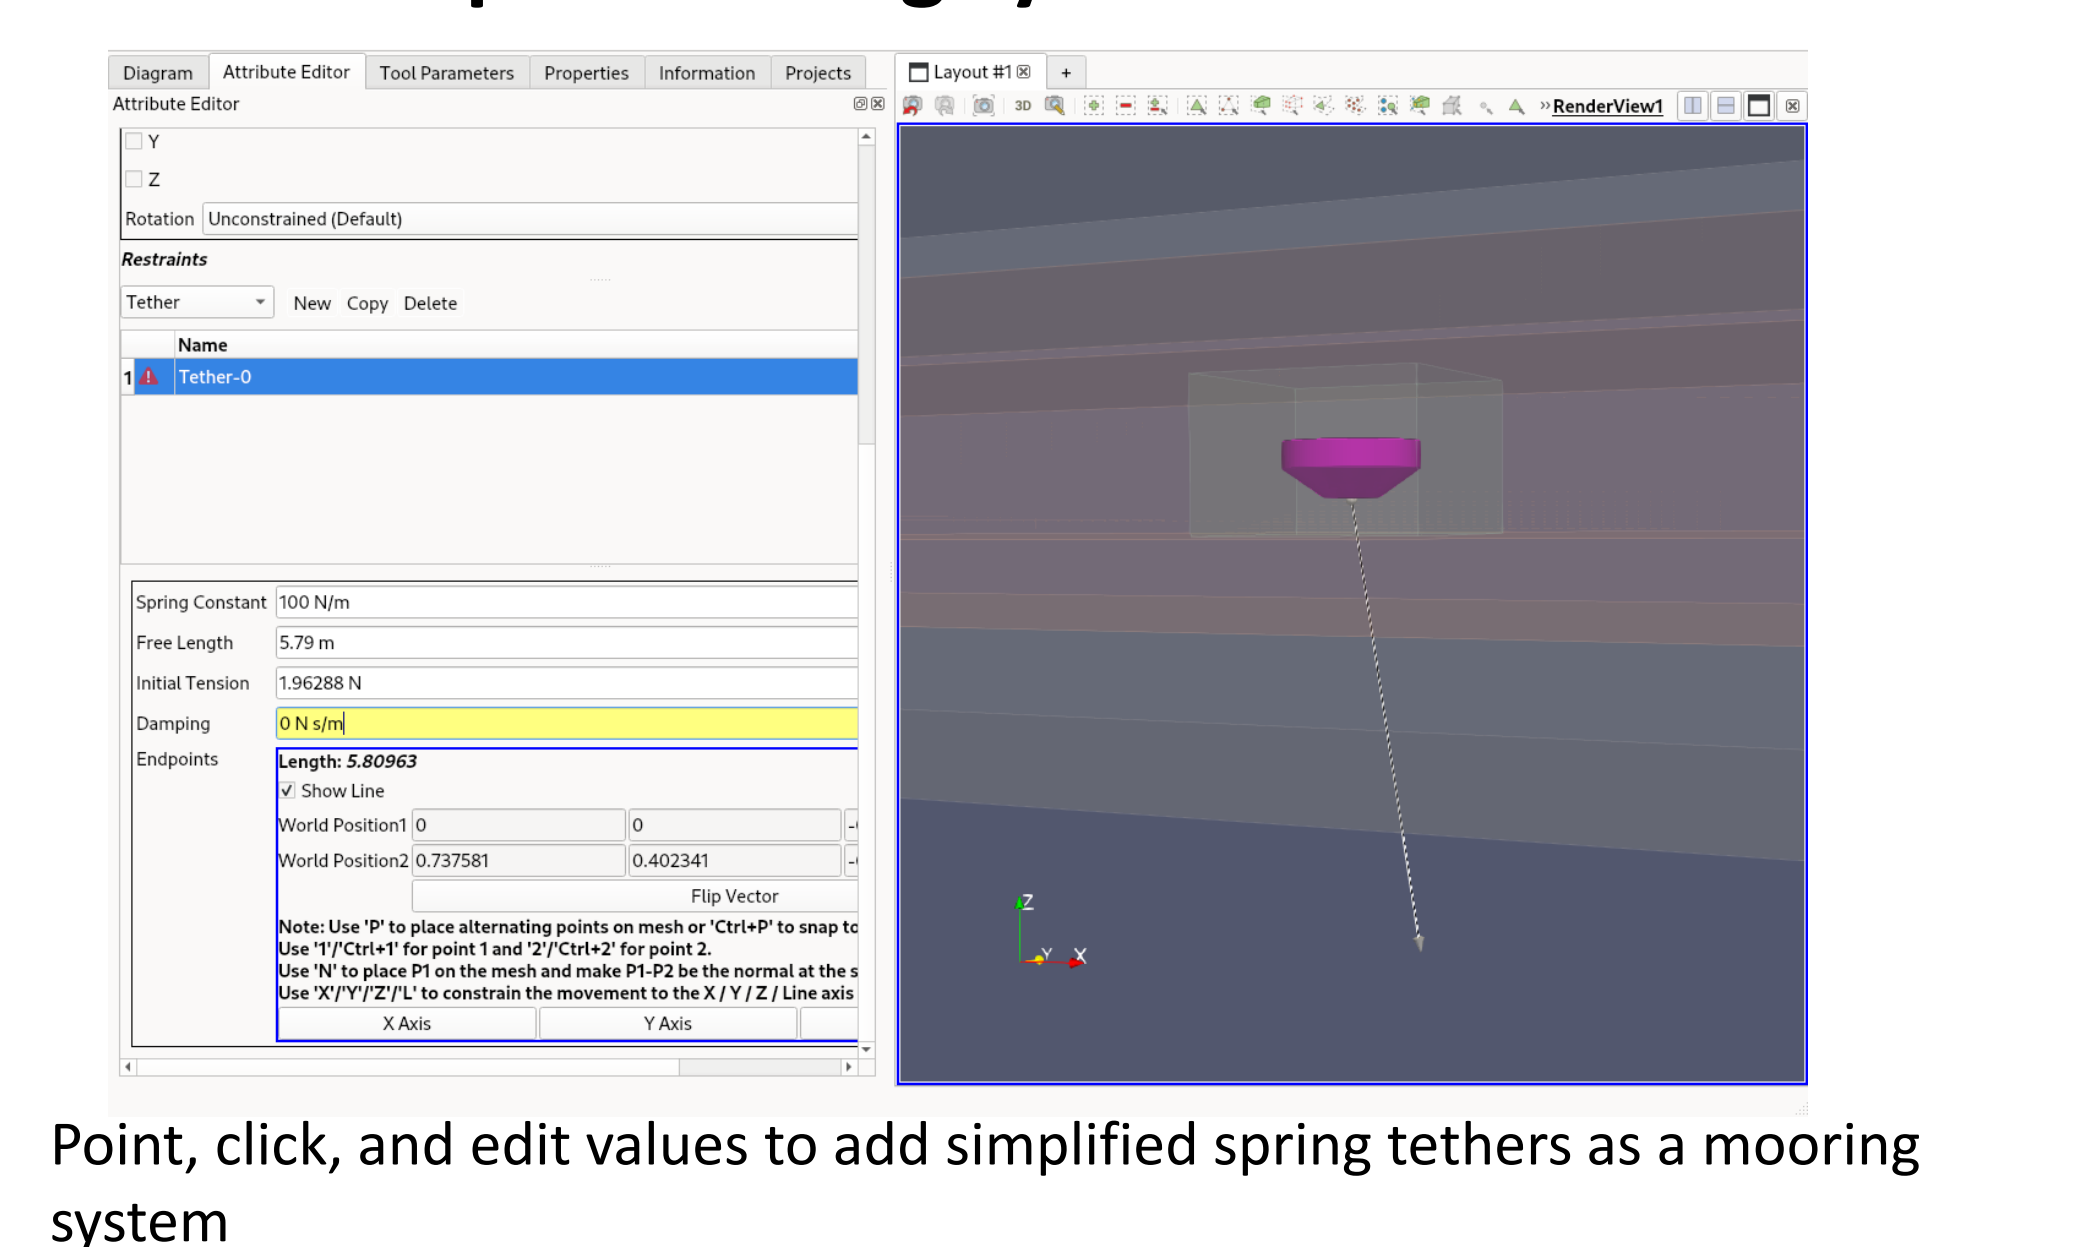 Diagram
Attribute Editor
Tool Parameters
Properties
Information
Projects
Layout #1
+
Attribute Editor
3D
»RenderView1
Y
Z
Rotation Unconstrained (Default)
Restraints
Tether
New Copy Delete
Name
1 Tether-0
Spring Constant 100 N/m
Free Length 5.79 m
Initial Tension 1.96288 N
Damping 0 N s/m
Endpoints
Length: 5.80963
Show Line
World Position1 0 0
World Position2 0.737581 0.402341
Flip Vector
Note: Use 'P' to place alternating points on mesh or 'Ctrl+P' to snap to
Use '1'/'Ctrl+1' for point 1 and '2'/'Ctrl+2' for point 2.
Use 'N' to place P1 on the mesh and make P1-P2 be the normal at the s
Use 'X'/'Y'/'Z'/'L' to constrain the movement to the X / Y / Z / Line axis
X Axis Y Axis
Z
Y
X
Point, click, and edit values to add simplified spring tethers as a mooring
system